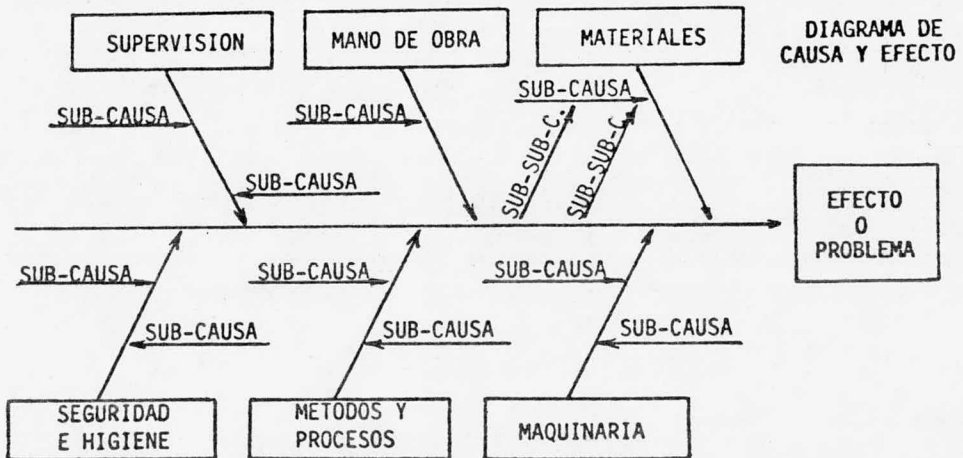 DIAGRAMA DE
CAUSA Y EFECTO
SUPERVISION
MANO DE OBRA
MATERIALES
SUB-CAUSA
SUB-CAUSA
SUB-CAUSA
SUB-CAUSA
SUB-SUB-C.
SUB-SUB-C.
EFECTO
O
PROBLEMA
SUB-CAUSA
SUB-CAUSA
SUB-CAUSA
SUB-CAUSA
SUB-CAUSA
SUB-CAUSA
SEGURIDAD
E HIGIENE
METODOS Y
PROCESOS
MAQUINARIA